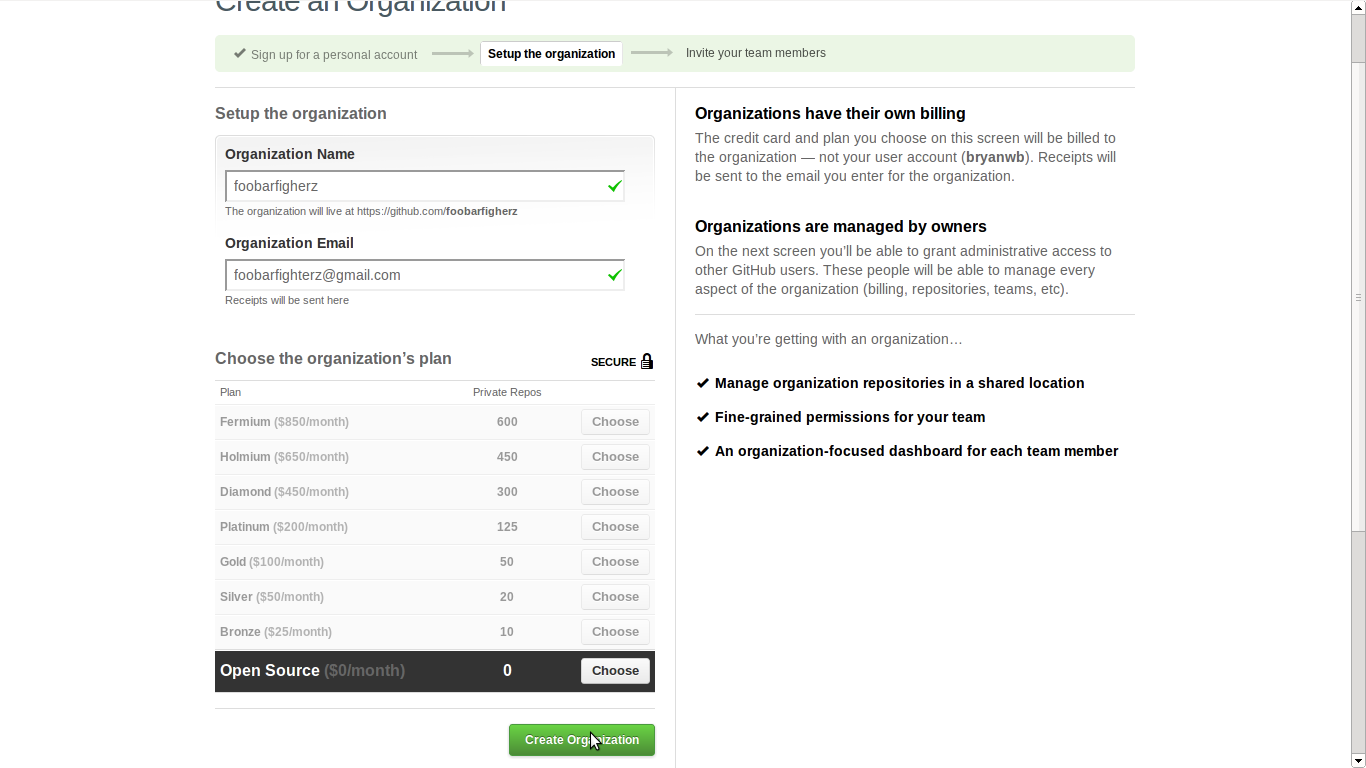 Create an Organization
Sign up for a personal account
Setup the organization
Invite your team members
Setup the organization
Organization Name
foobarfigherz
The organization will live at https://github.com/foobarfigherz
Organization Email
foobarfighterz@gmail.com
Receipts will be sent here
Choose the organization’s plan
SECURE
Plan Private Repos
Fermium ($850/month) 600 Choose
Holmium ($650/month) 450 Choose
Diamond ($450/month) 300 Choose
Platinum ($200/month) 125 Choose
Gold ($100/month) 50 Choose
Silver ($50/month) 20 Choose
Bronze ($25/month) 10 Choose
Open Source ($0/month) 0 Choose
Create Organization
Organizations have their own billing
The credit card and plan you choose on this screen will be billed to
the organization — not your user account (bryanwb). Receipts will
be sent to the email you enter for the organization.
Organizations are managed by owners
On the next screen you’ll be able to grant administrative access to
other GitHub users. These people will be able to manage every
aspect of the organization (billing, repositories, teams, etc).
What you’re getting with an organization…
Manage organization repositories in a shared location
Fine-grained permissions for your team
An organization-focused dashboard for each team member